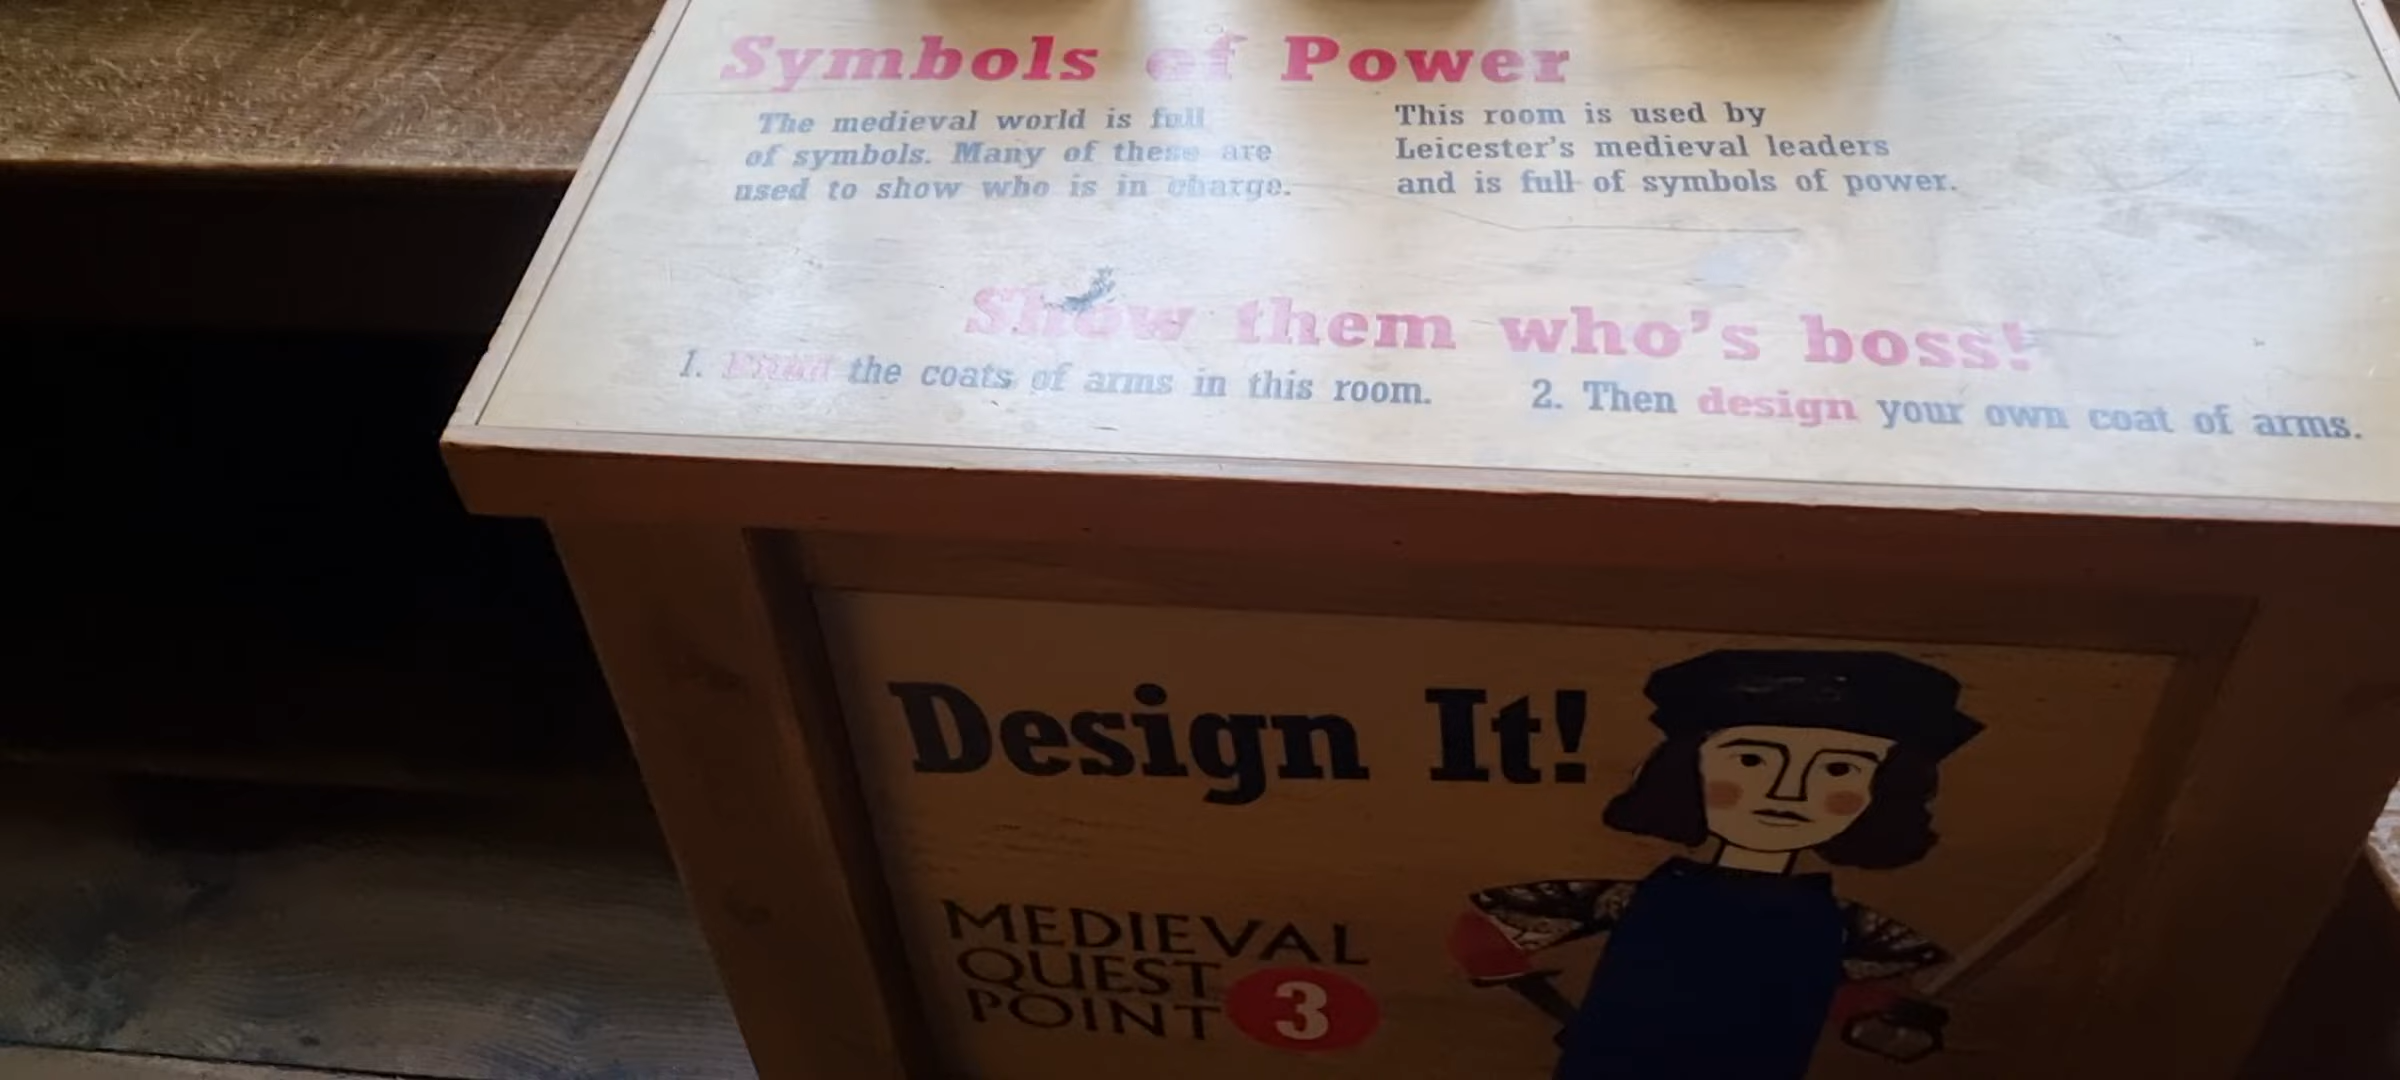 Symbols of Power
The medieval world is full
of symbols. Many of these are
used to show who is in charge.
This room is used by
Leicester's medieval leaders
and is full of symbols of power.
Show them who's boss!
1. the coats of arms in this room.
2. Then design your own coat of arms.
Design It!
MEDIEVAL
QUEST
POINT 3